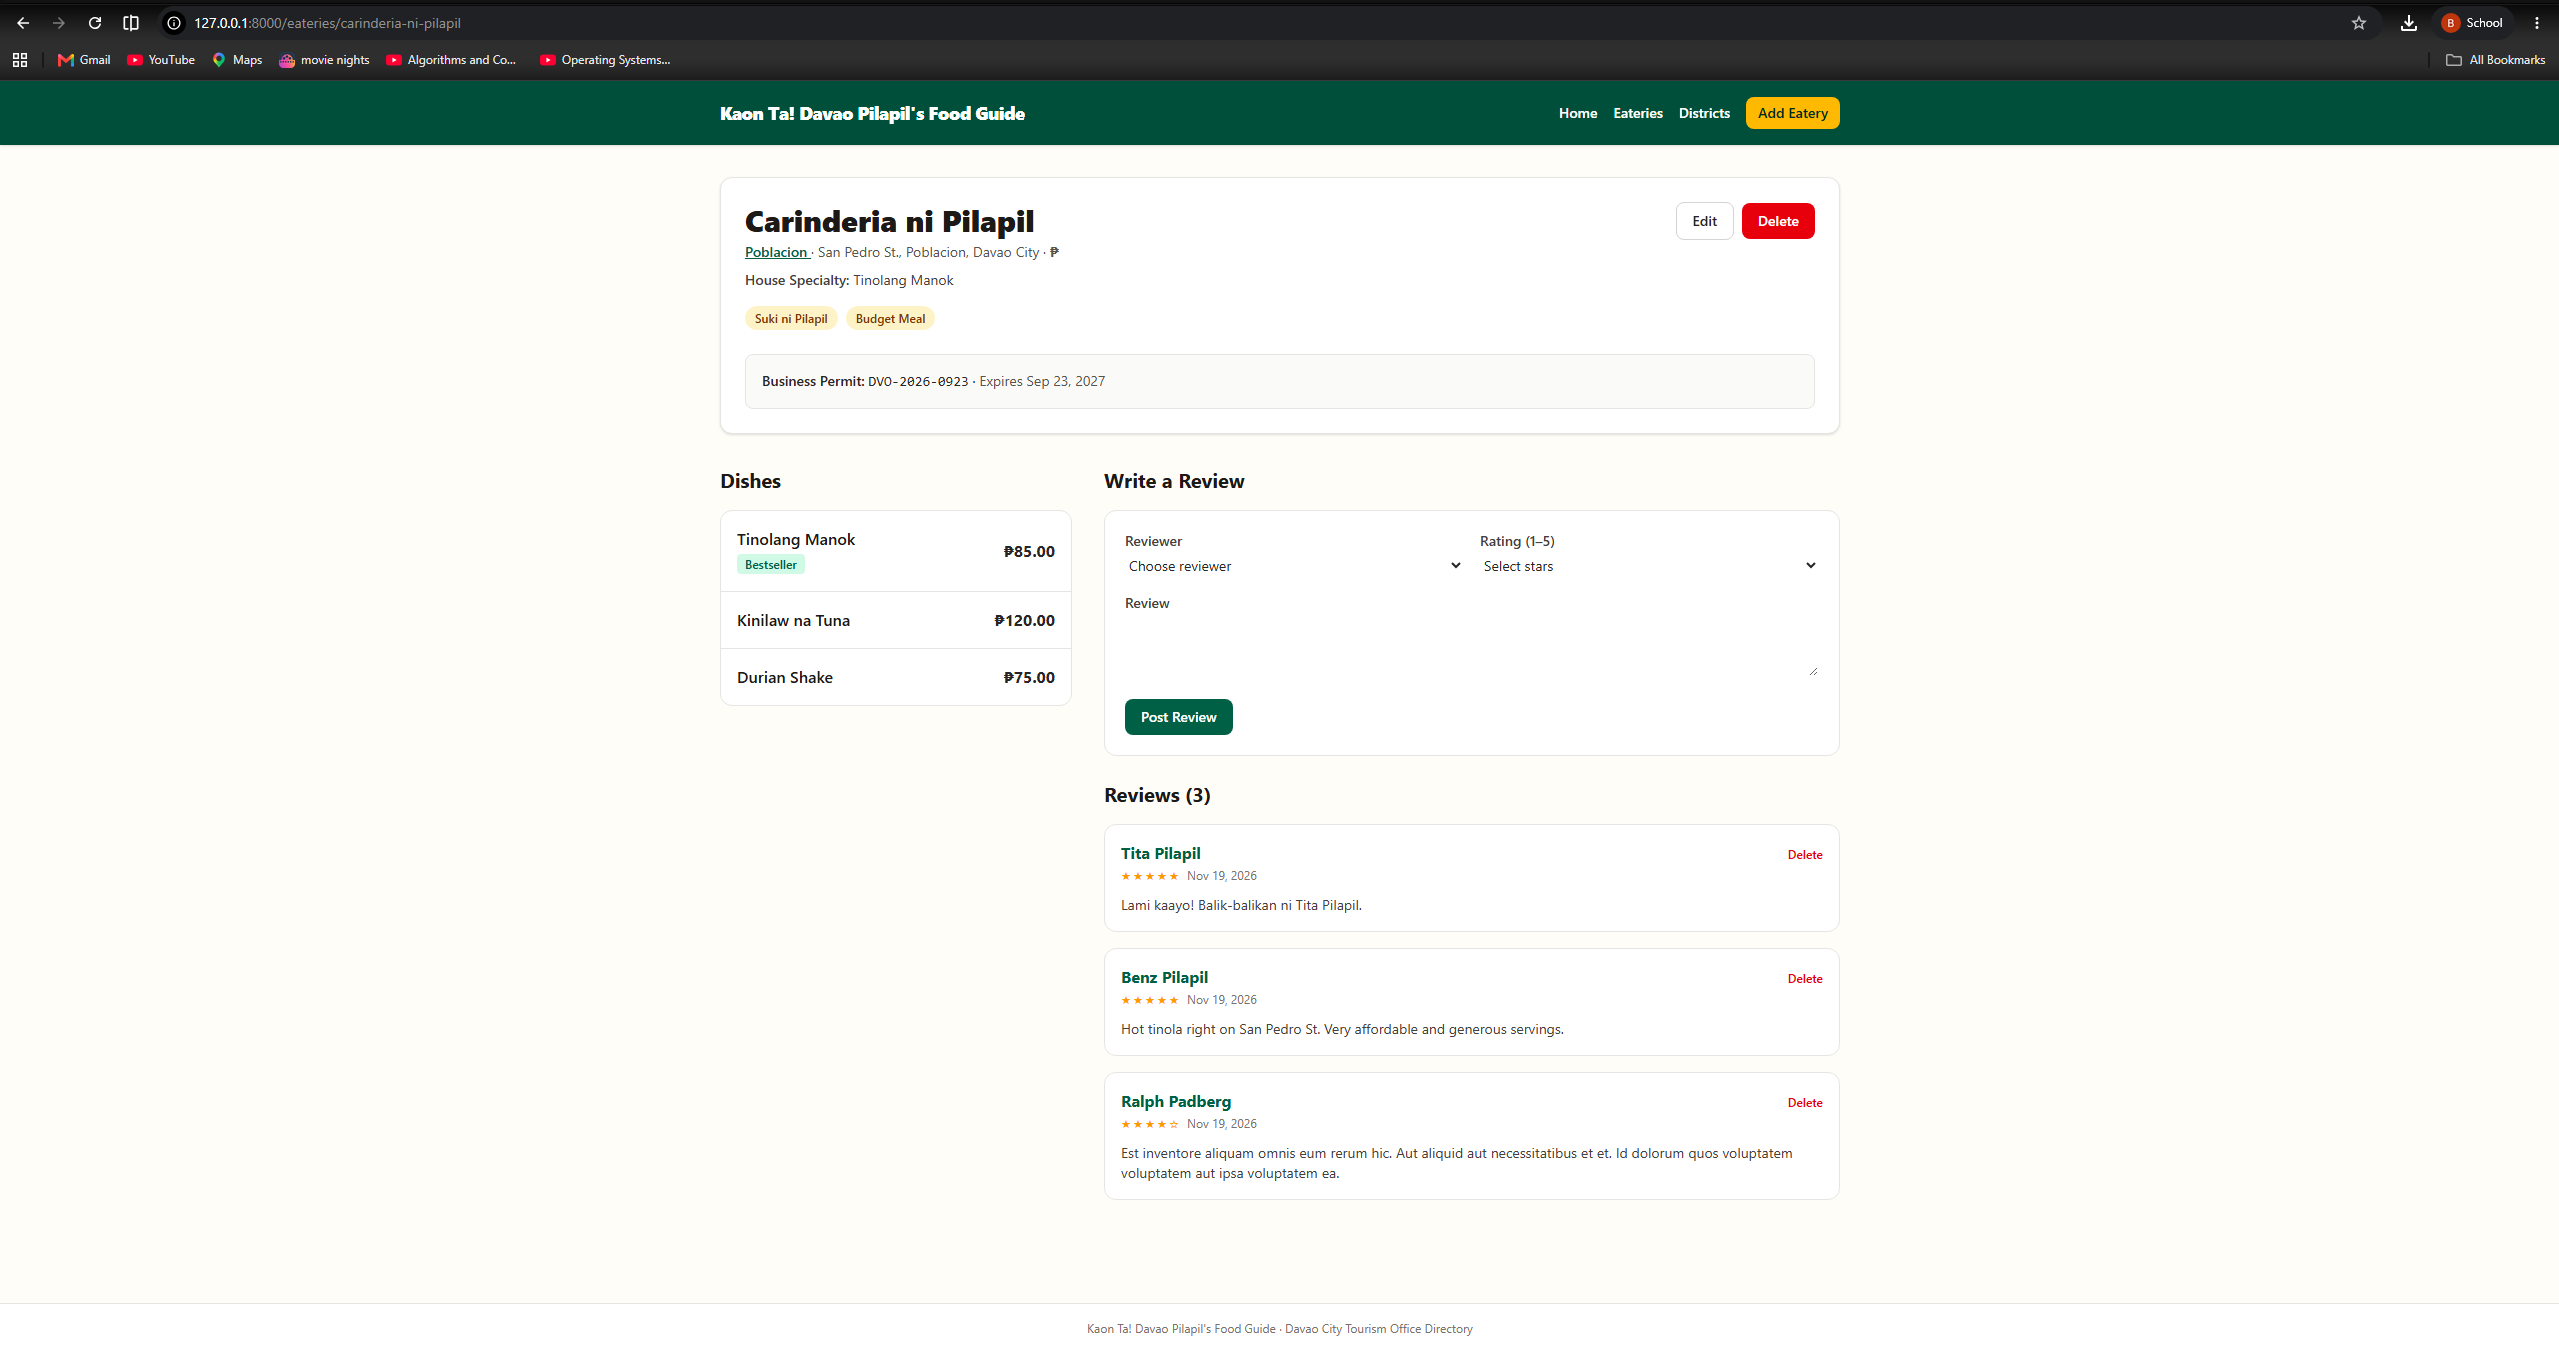 127.0.0.1:8000/eateries/carinderia-ni-pilapil
B School
Gmail YouTube Maps movie nights Algorithms and Co... Operating Systems... All Bookmarks
Kaon Ta! Davao Pilapil's Food Guide
Home Eateries Districts Add Eatery
Carinderia ni Pilapil
Edit Delete
Poblacion · San Pedro St., Poblacion, Davao City · ₱
House Specialty: Tinolang Manok
Suki ni Pilapil Budget Meal
Business Permit: DVO-2026-0923 · Expires Sep 23, 2027
Dishes
Tinolang Manok
Bestseller
₱85.00
Kinilaw na Tuna ₱120.00
Durian Shake ₱75.00
Write a Review
Reviewer Rating (1–5)
Choose reviewer Select stars
Review
Post Review
Reviews (3)
Tita Pilapil Delete
★★★★★ Nov 19, 2026
Lami kaayo! Balik-balikan ni Tita Pilapil.
Benz Pilapil Delete
★★★★★ Nov 19, 2026
Hot tinola right on San Pedro St. Very affordable and generous servings.
Ralph Padberg Delete
★★★★☆ Nov 19, 2026
Est inventore aliquam omnis eum rerum hic. Aut aliquid aut necessitatibus et et. Id dolorum quos voluptatem
voluptatem aut ipsa voluptatem ea.
Kaon Ta! Davao Pilapil's Food Guide · Davao City Tourism Office Directory